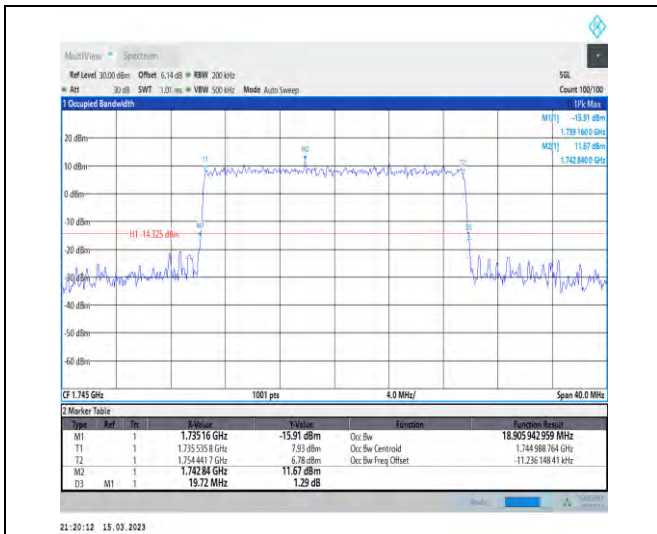 MultiView Spectrum
Ref Level 30.00 dBm Offset 6.14 dB RBW 200 kHz SGL
Att 30 dB SWT 1.01 ms VBW 500 kHz Mode Auto Sweep Count 100/100
1 Occupied Bandwidth 1Pk Max
M1[1] -15.91 dBm
1.735 160 0 GHz
M2[1] 11.67 dBm
1.742 840 0 GHz
20 dBm
M2
T1
10 dBm
0 dBm
-10 dBm
M1
H1 -14.325 dBm
-20 dBm
-30 dBm
-40 dBm
-50 dBm
-60 dBm
CF 1.745 GHz 1001 pts 4.0 MHz/ Span 40.0 MHz
2 Marker Table
Type Ref Trc X-Value Y-Value Function Function Result
M1 1 1.73516 GHz -15.91 dBm Occ Bw 18.905 942 959 MHz
T1 1 1.735 535 8 GHz 7.93 dBm Occ Bw Centroid 1.744 988 764 GHz
T2 1 1.754 441 7 GHz 6.78 dBm Occ Bw Freq Offset -11.236 148 41 kHz
M2 1 1.742 84 GHz 11.67 dBm
D3 M1 1 19.72 MHz 1.29 dB
21:20:12 15.03.2023